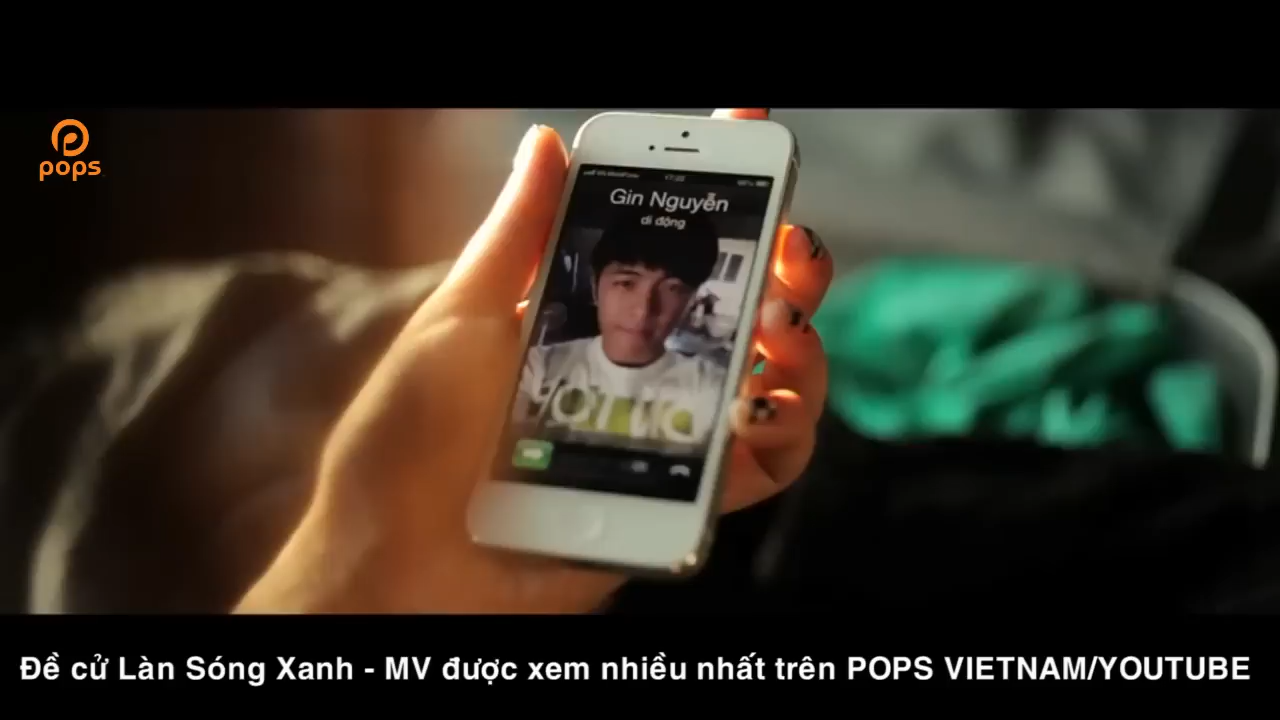 pops
Gin Nguyễn
di động
Đề cử Làn Sóng Xanh - MV được xem nhiều nhất trên POPS VIETNAM/YOUTUBE